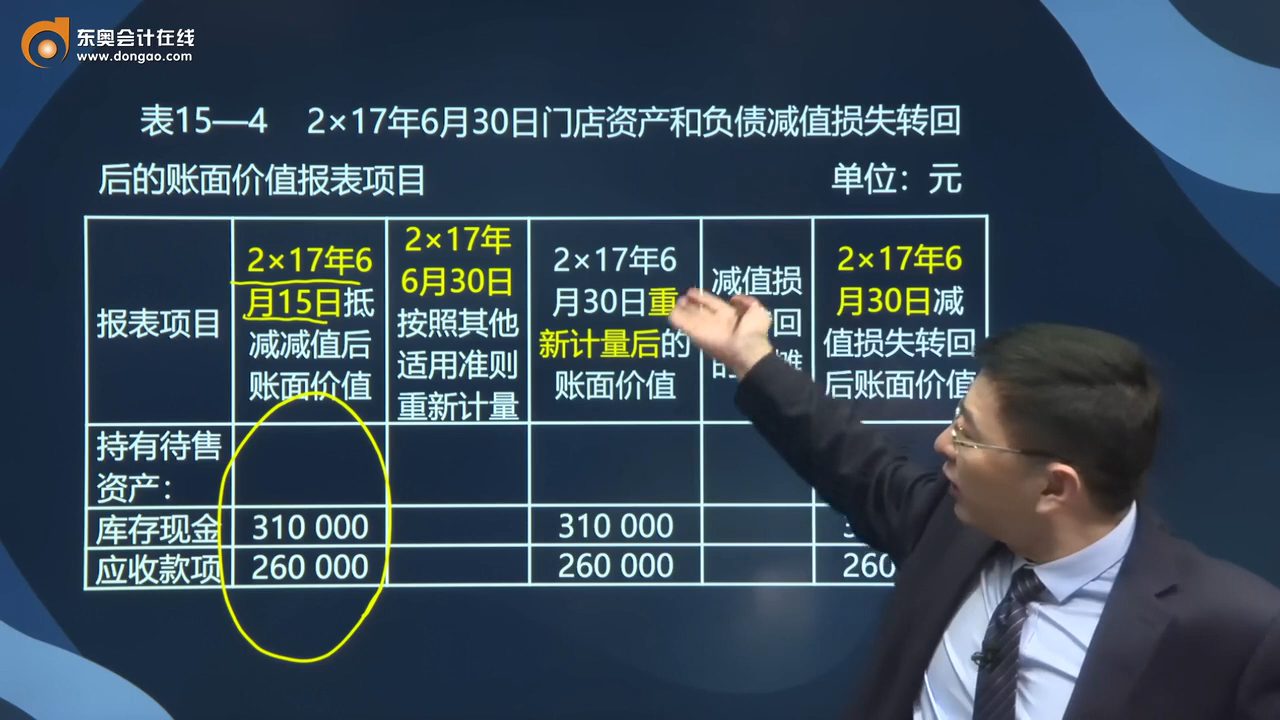 东奥会计在线
www.dongao.com
表15—4 2×17年6月30日门店资产和负债减值损失转回
后的账面价值报表项目 单位：元
报表项目
2×17年6
月15日抵
减减值后
账面价值
2×17年
6月30日
按照其他
适用准则
重新计量
2×17年6
月30日重
新计量后的
账面价值
减值损
回
2×17年6
月30日减
值损失转回
后账面价值
持有待售
资产：
库存现金 310 000 310 000
应收款项 260 000 260 000 260